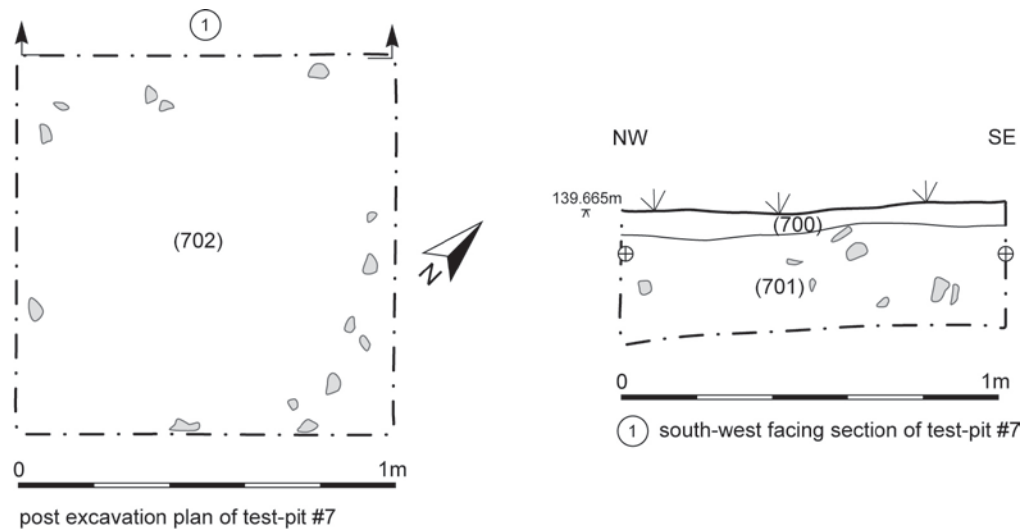 1
(702)
N
0 1m
post excavation plan of test-pit #7
NW SE
139.665m
(700)
(701)
0 1m
1 south-west facing section of test-pit #7